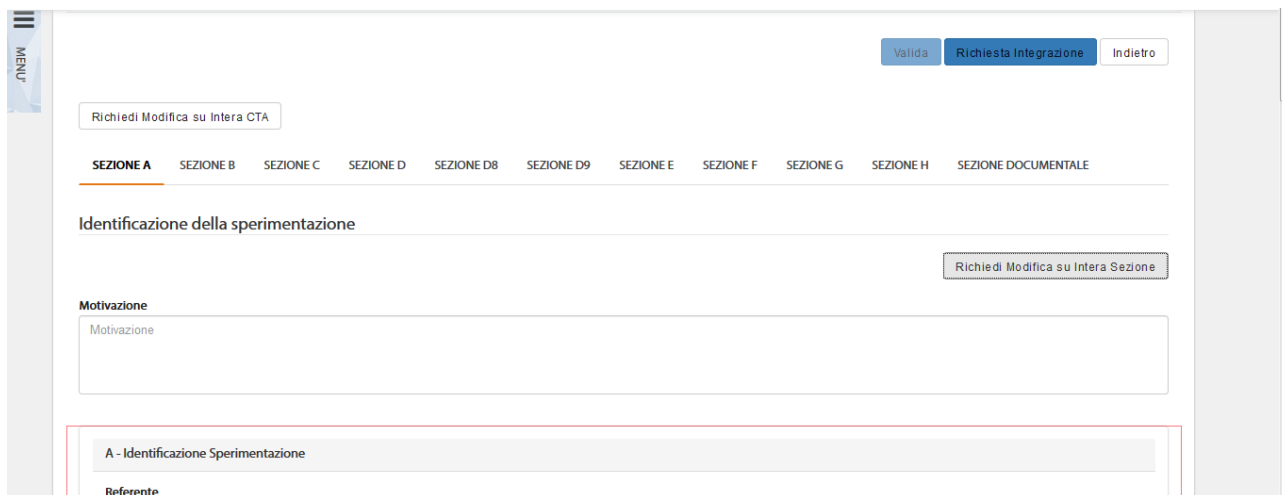 MENU'
Valida Richiesta Integrazione Indietro
Richiedi Modifica su Intera CTA
SEZIONE A SEZIONE B SEZIONE C SEZIONE D SEZIONE D8 SEZIONE D9 SEZIONE E SEZIONE F SEZIONE G SEZIONE H SEZIONE DOCUMENTALE
Identificazione della sperimentazione
Richiedi Modifica su Intera Sezione
Motivazione
Motivazione
A - Identificazione Sperimentazione
Referente